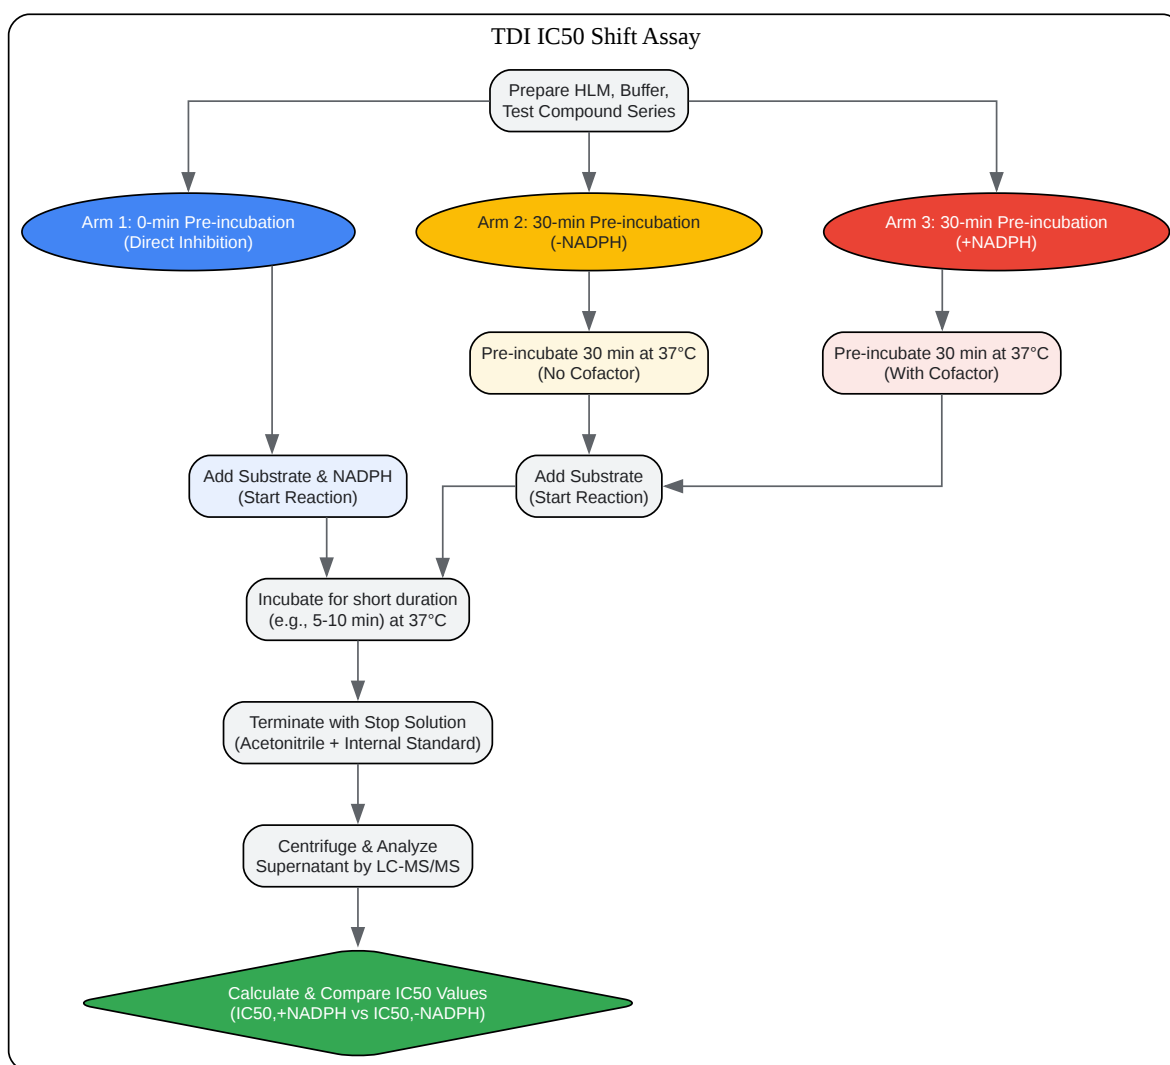 TDI IC50 Shift Assay
Prepare HLM, Buffer,
Test Compound Series
Arm 1: 0-min Pre-incubation
(Direct Inhibition)
Arm 2: 30-min Pre-incubation
(-NADPH)
Arm 3: 30-min Pre-incubation
(+NADPH)
Pre-incubate 30 min at 37°C
(No Cofactor)
Pre-incubate 30 min at 37°C
(With Cofactor)
Add Substrate & NADPH
(Start Reaction)
Add Substrate
(Start Reaction)
Incubate for short duration
(e.g., 5-10 min) at 37°C
Terminate with Stop Solution
(Acetonitrile + Internal Standard)
Centrifuge & Analyze
Supernatant by LC-MS/MS
Calculate & Compare IC50 Values
(IC50,+NADPH vs IC50,-NADPH)